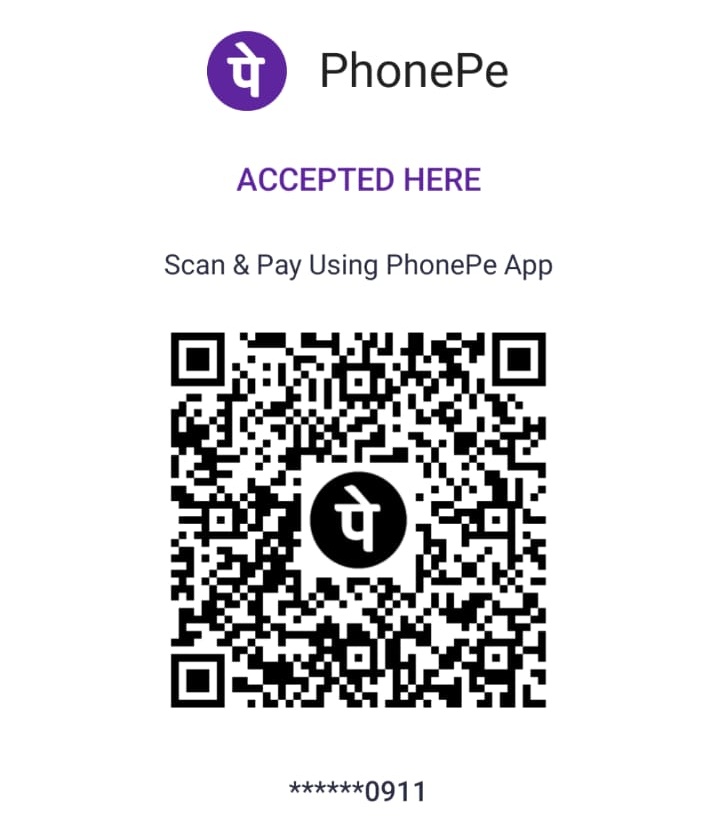 पे PhonePe
ACCEPTED HERE
Scan & Pay Using PhonePe App
पे
******0911